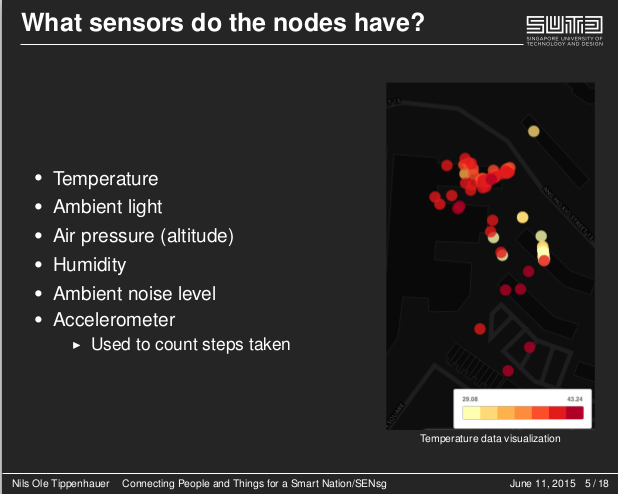 What sensors do the nodes have?
SUTD
SINGAPORE UNIVERSITY OF
TECHNOLOGY AND DESIGN
• Temperature
• Ambient light
• Air pressure (altitude)
• Humidity
• Ambient noise level
• Accelerometer
► Used to count steps taken
29.08 43.24
Temperature data visualization
Nils Ole Tippenhauer Connecting People and Things for a Smart Nation/SENsg June 11, 2015 5 / 18